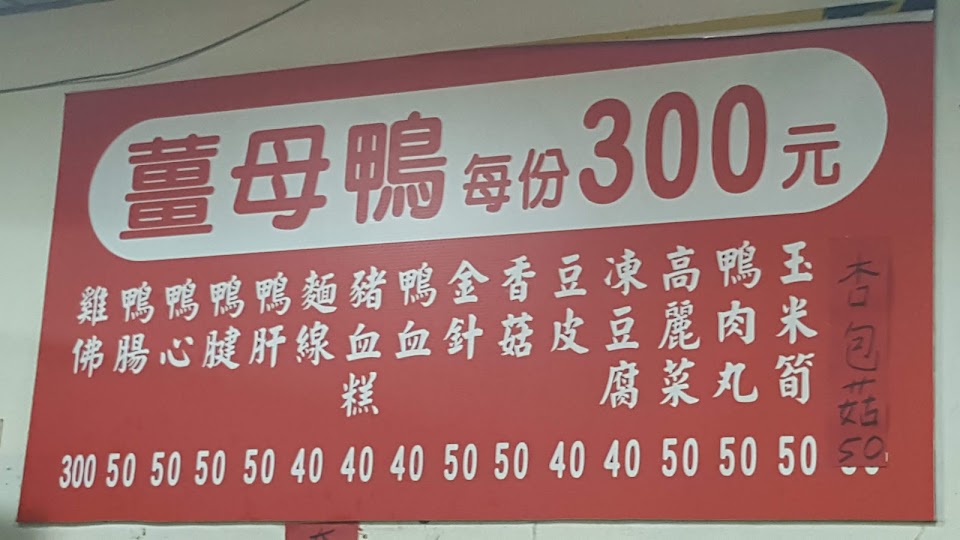 薑母鴨 每份300元
杏包菇 50
玉米筍 50
鴨肉丸 50
高麗菜 50
凍豆腐 40
豆皮 40
香菇 50
金針 50
鴨血 40
豬血糕 40
麵線 40
鴨肝 50
鴨腱 50
鴨心 50
鴨腸 50
雞佛 300